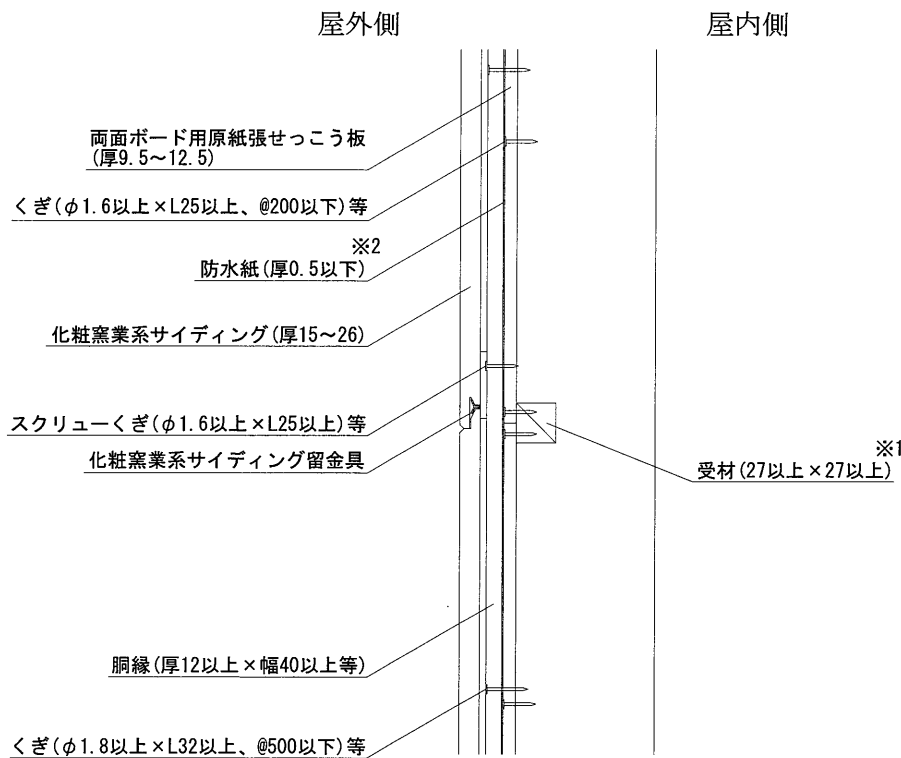 屋外側
屋内側
両面ボード用原紙張せっこう板
(厚9.5～12.5)
くぎ(φ1.6以上×L25以上、@200以下)等
※2
防水紙(厚0.5以下)
化粧窯業系サイディング(厚15～26)
スクリューくぎ(φ1.6以上×L25以上)等
化粧窯業系サイディング留金具
※1
受材(27以上×27以上)
胴縁(厚12以上×幅40以上等)
くぎ(φ1.8以上×L32以上、@500以下)等